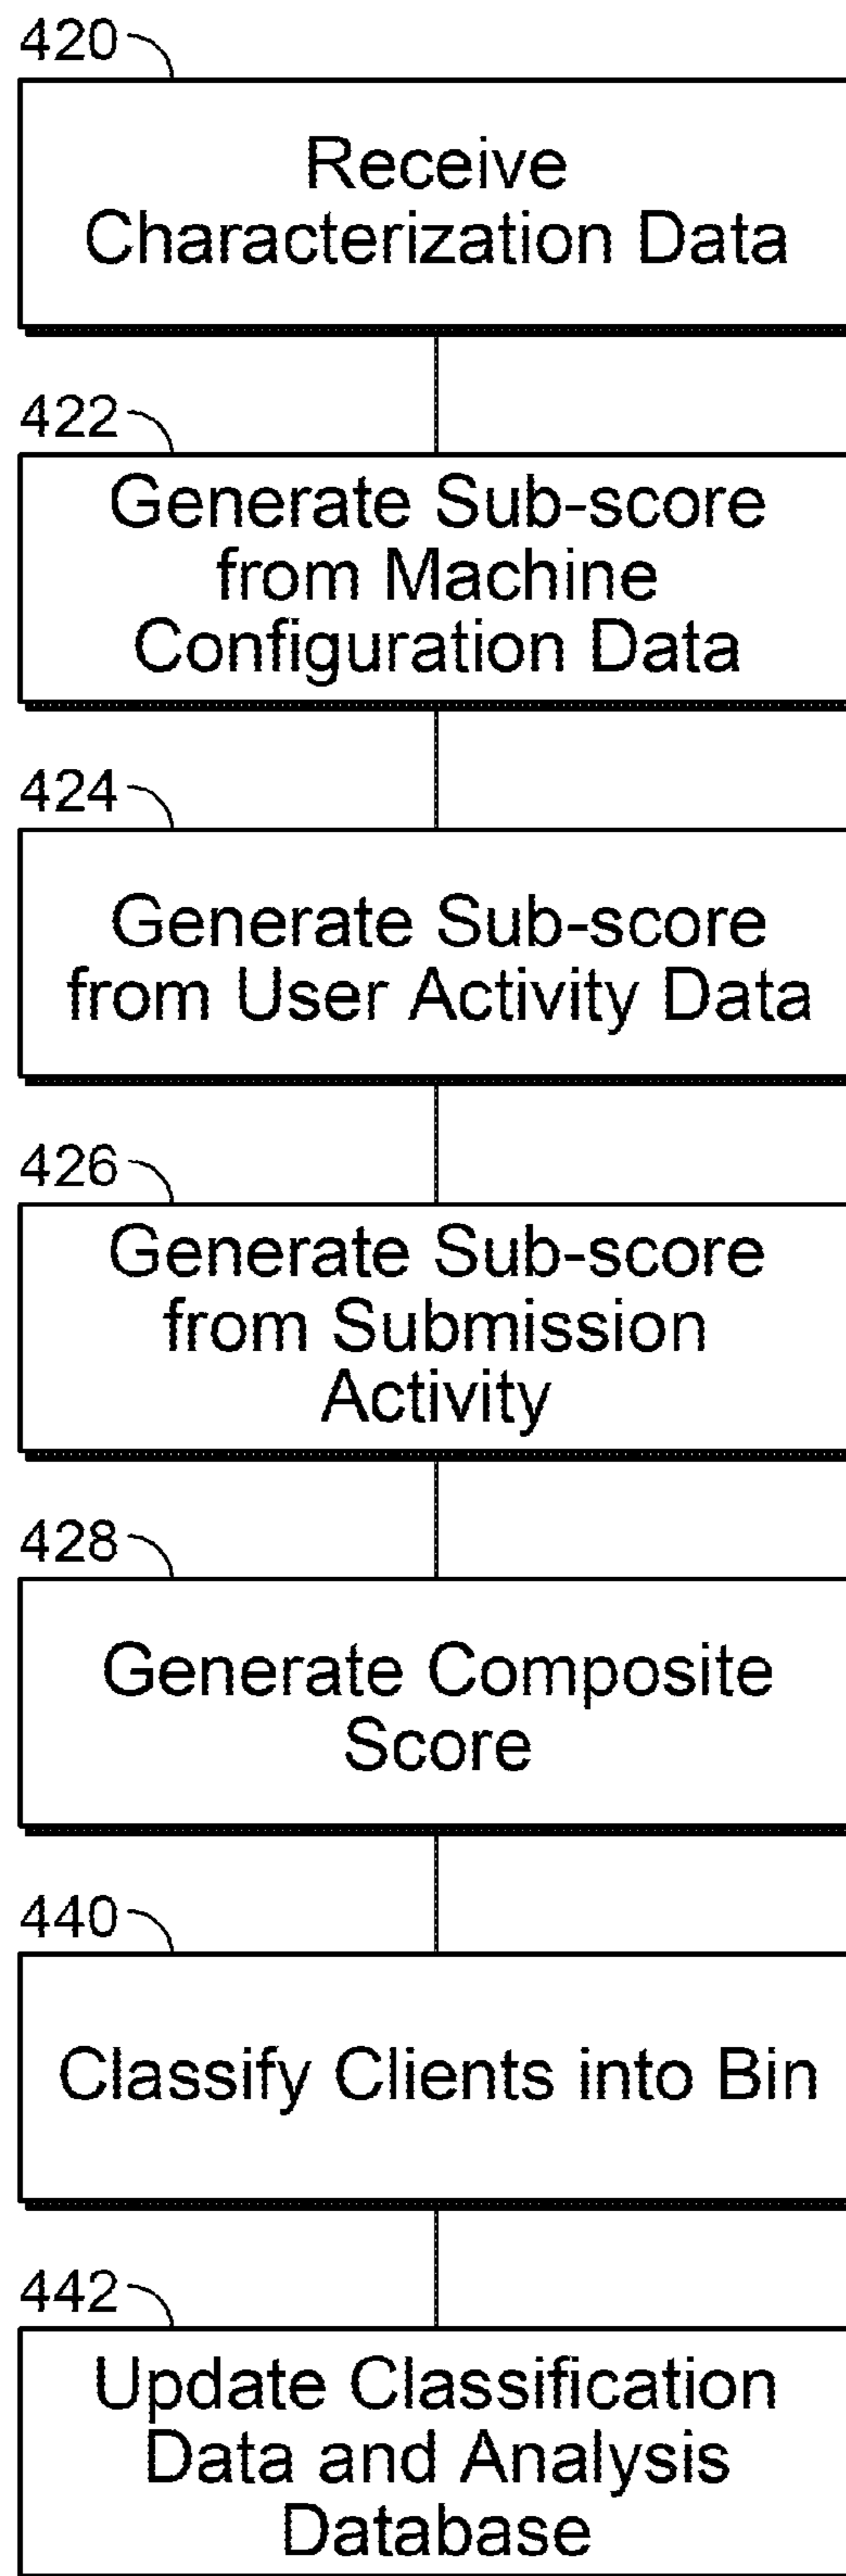 420
Receive
Characterization Data
422
Generate Sub-score
from Machine
Configuration Data
424
Generate Sub-score
from User Activity Data
426
Generate Sub-score
from Submission
Activity
428
Generate Composite
Score
440
Classify Clients into Bin
442
Update Classification
Data and Analysis
Database